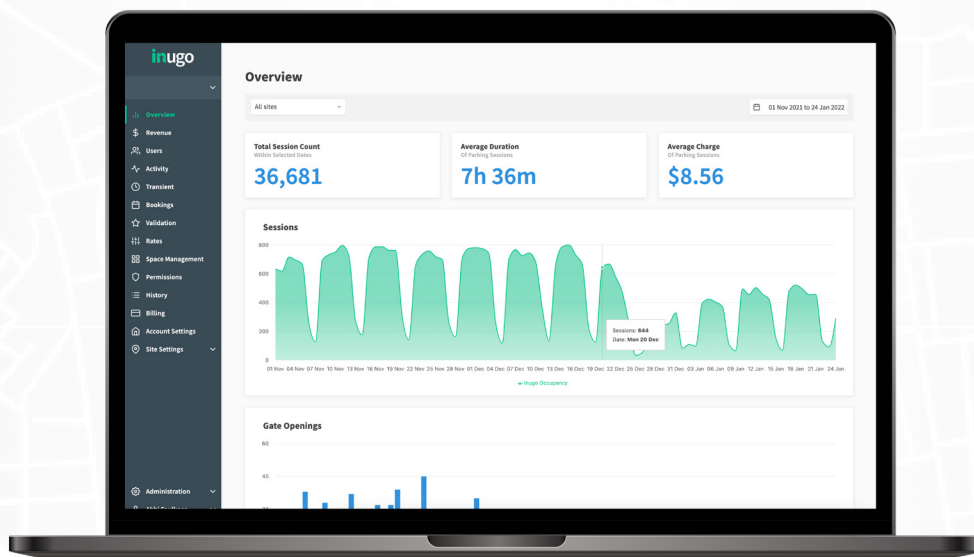 inugo
Overview
Revenue
Users
Activity
Transient
Bookings
Validation
Rates
Space Management
Permissions
History
Billing
Account Settings
Site Settings
Administration
Overview
All sites
01 Nov 2021 to 24 Jan 2022
Total Session Count
Within Selected Dates
36,681
Average Duration
Of Parking Sessions
7h 36m
Average Charge
Of Parking Sessions
$8.56
Sessions
800
600
400
200
0
Sessions: 644
Date: Mon 20 Dec
01 Nov 04 Nov 07 Nov 10 Nov 13 Nov 16 Nov 19 Nov 22 Nov 25 Nov 28 Nov 01 Dec 04 Dec 07 Dec 10 Dec 13 Dec 16 Dec 19 Dec 22 Dec 25 Dec 28 Dec 31 Dec 03 Jan 06 Jan 09 Jan 12 Jan 15 Jan 18 Jan 21 Jan 24 Jan
Inugo Occupancy
Gate Openings
60
45